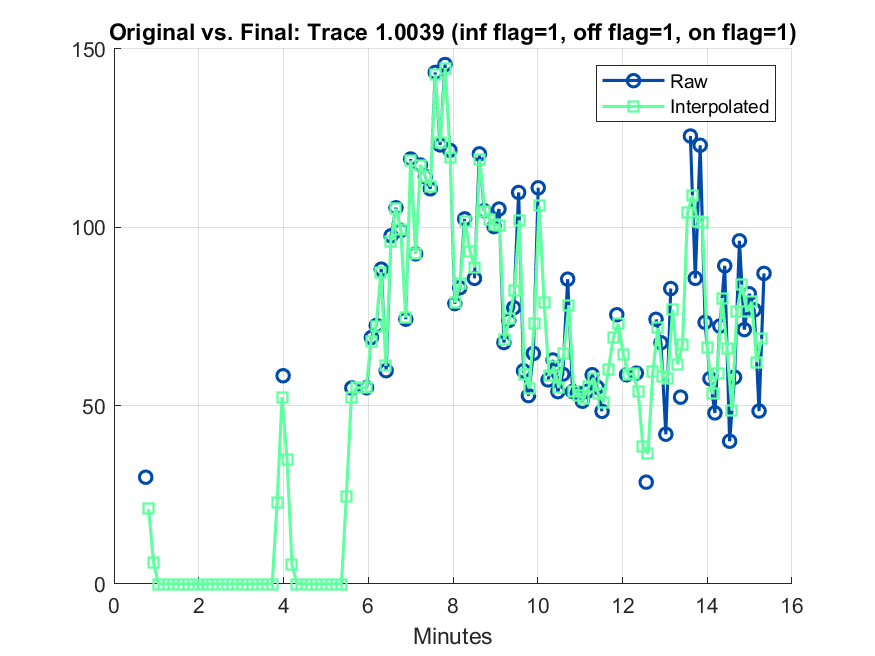 Original vs. Final: Trace 1.0039 (inf flag=1, off flag=1, on flag=1)
150
100
50
0
Raw
Interpolated
0 2 4 6 8 10 12 14 16
Minutes